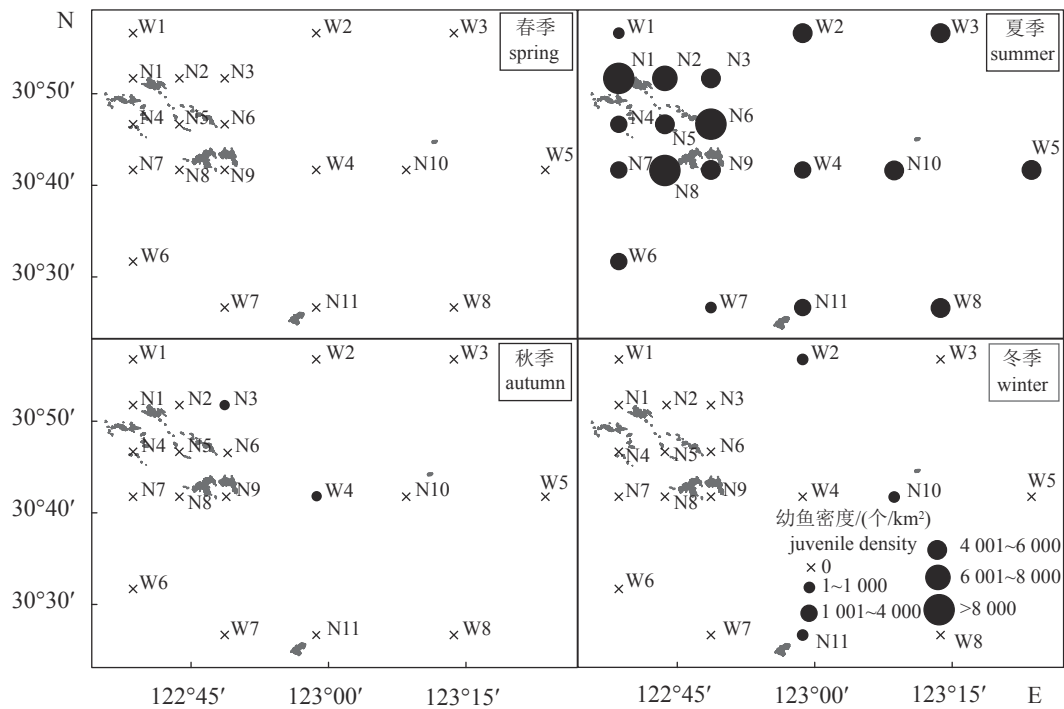 N
W1 W2 W3
春季
spring
N1 N2 N3
30°50′
N4 N5 N6
W5
N7 N8 N9 W4 N10
30°40′
W6
30°30′
W7 N11 W8
W1 W2 W3
夏季
summer
N1 N2 N3
N4 N5 N6
W5
N7 N8 N9 W4 N10
W6
W7 N11 W8
W1 W2 W3
秋季
autumn
N1 N2 N3
30°50′
N4 N5 N6
W5
N7 N8 N9 W4 N10
30°40′
W6
30°30′
W7 N11 W8
122°45′ 123°00′ 123°15′
W1 W2 W3
冬季
winter
N1 N2 N3
N4 N5 N6
W5
N7 N8 N9 W4 N10
幼鱼密度/(个/km²)
juvenile density
0
1~1 000
1 001~4 000
4 001~6 000
6 001~8 000
>8 000
W6
W7 N11 W8
122°45′ 123°00′ 123°15′ E